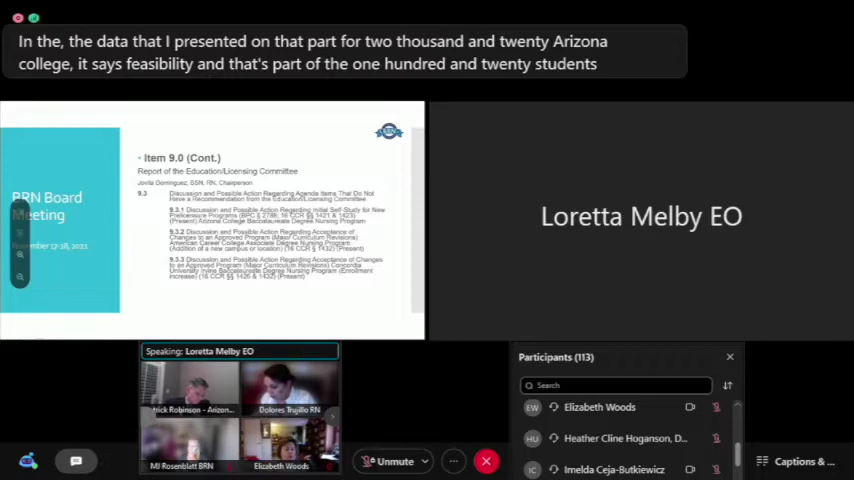 In the, the data that I presented on that part for two thousand and twenty Arizona
college, it says feasibility and that's part of the one hundred and twenty students
BRN Board
Meeting
• Item 9.0 (Cont.)
Report of the Education/Licensing Committee
Jovita Dominguez, BSN, RN, Chairperson
9.3 Discussion and Possible Action Regarding Agenda Items That Do Not
Have a Recommendation from the Education/Licensing Committee
9.3.1 Discussion and Possible Action Regarding Initial Self-Study for New
Prelicensure Programs (BPC § 2786; 16 CCR §§ 1421 & 1423)
(Present) Arizona College Baccalaureate Degree Nursing Program
9.3.2 Discussion and Possible Action Regarding Acceptance of
Changes to an Approved Program (Major Curriculum Revisions)
American Career College Associate Degree Nursing Program
(Addition of a new campus or location) (16 CCR § 1432) (Present)
9.3.3 Discussion and Possible Action Regarding Acceptance of Changes
to an Approved Program (Major Curriculum Revisions) Concordia
University Irvine Baccalaureate Degree Nursing Program (Enrollment
Increase) (16 CCR §§ 1426 & 1432) (Present)
Loretta Melby EO
Speaking: Loretta Melby EO
trick Robinson - Arizon...
Dolores Trujillo RN
MJ Rosenblatt BRN
Elizabeth Woods
Participants (113)
Search
EW Elizabeth Woods
HU Heather Cline Hoganson, D...
IC Imelda Ceja-Butkiewicz
Unmute
Captions & ...